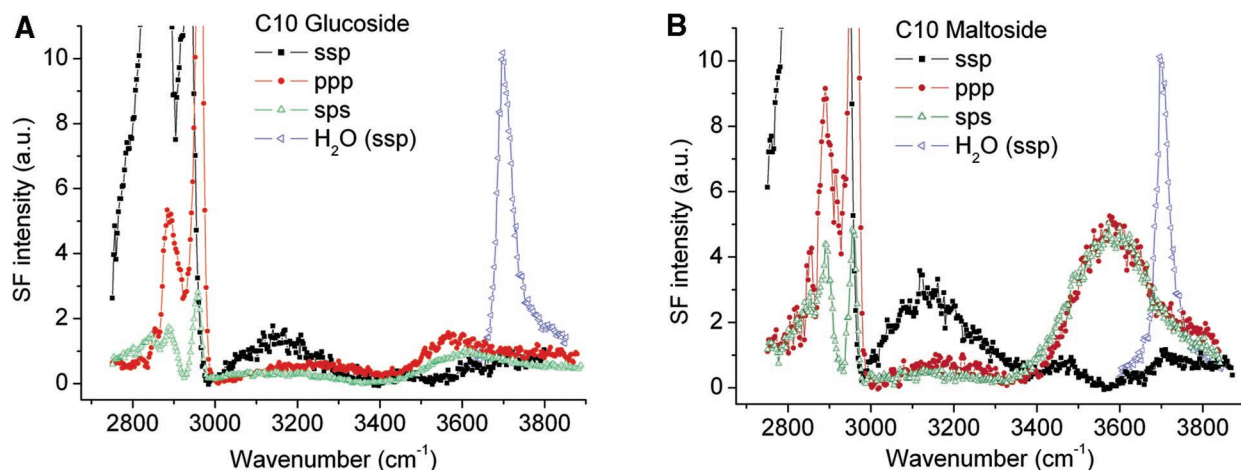 A
C10 Glucoside
ssp
ppp
sps
H₂O (ssp)
SF intensity (a.u.)
10
8
6
4
2
0
2800 3000 3200 3400 3600 3800
Wavenumber (cm⁻¹)
B
C10 Maltoside
ssp
ppp
sps
H₂O (ssp)
SF intensity (a.u.)
10
8
6
4
2
0
2800 3000 3200 3400 3600 3800
Wavenumber (cm⁻¹)